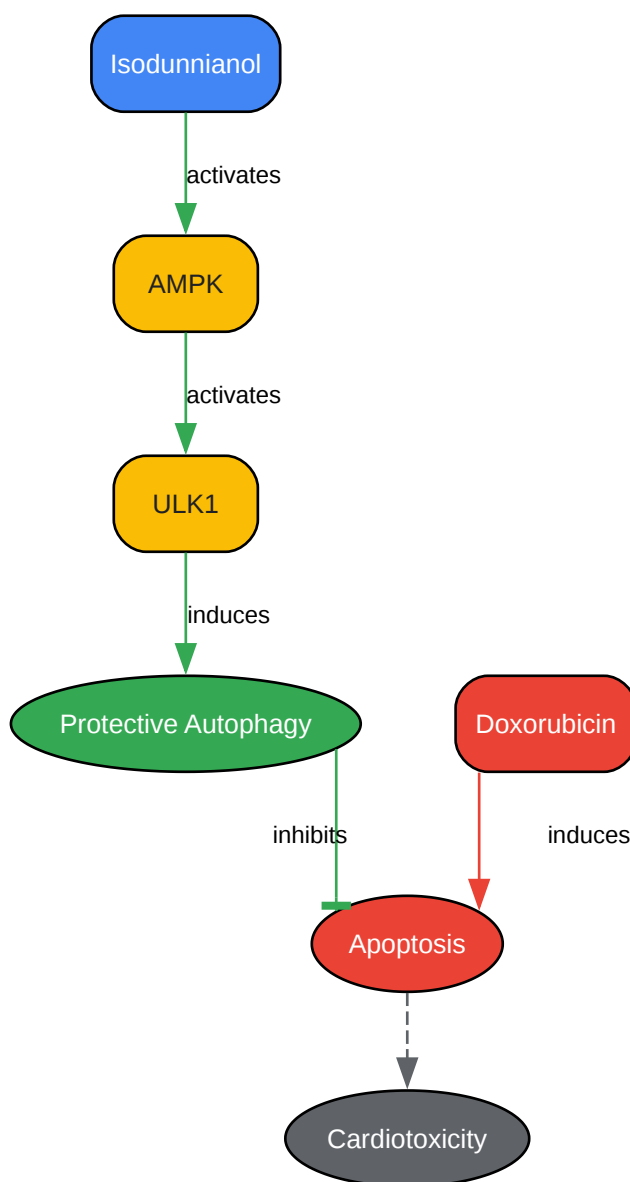 Isodunnianol
activates
AMPK
activates
ULK1
induces
Protective Autophagy
Doxorubicin
inhibits
induces
Apoptosis
Cardiotoxicity